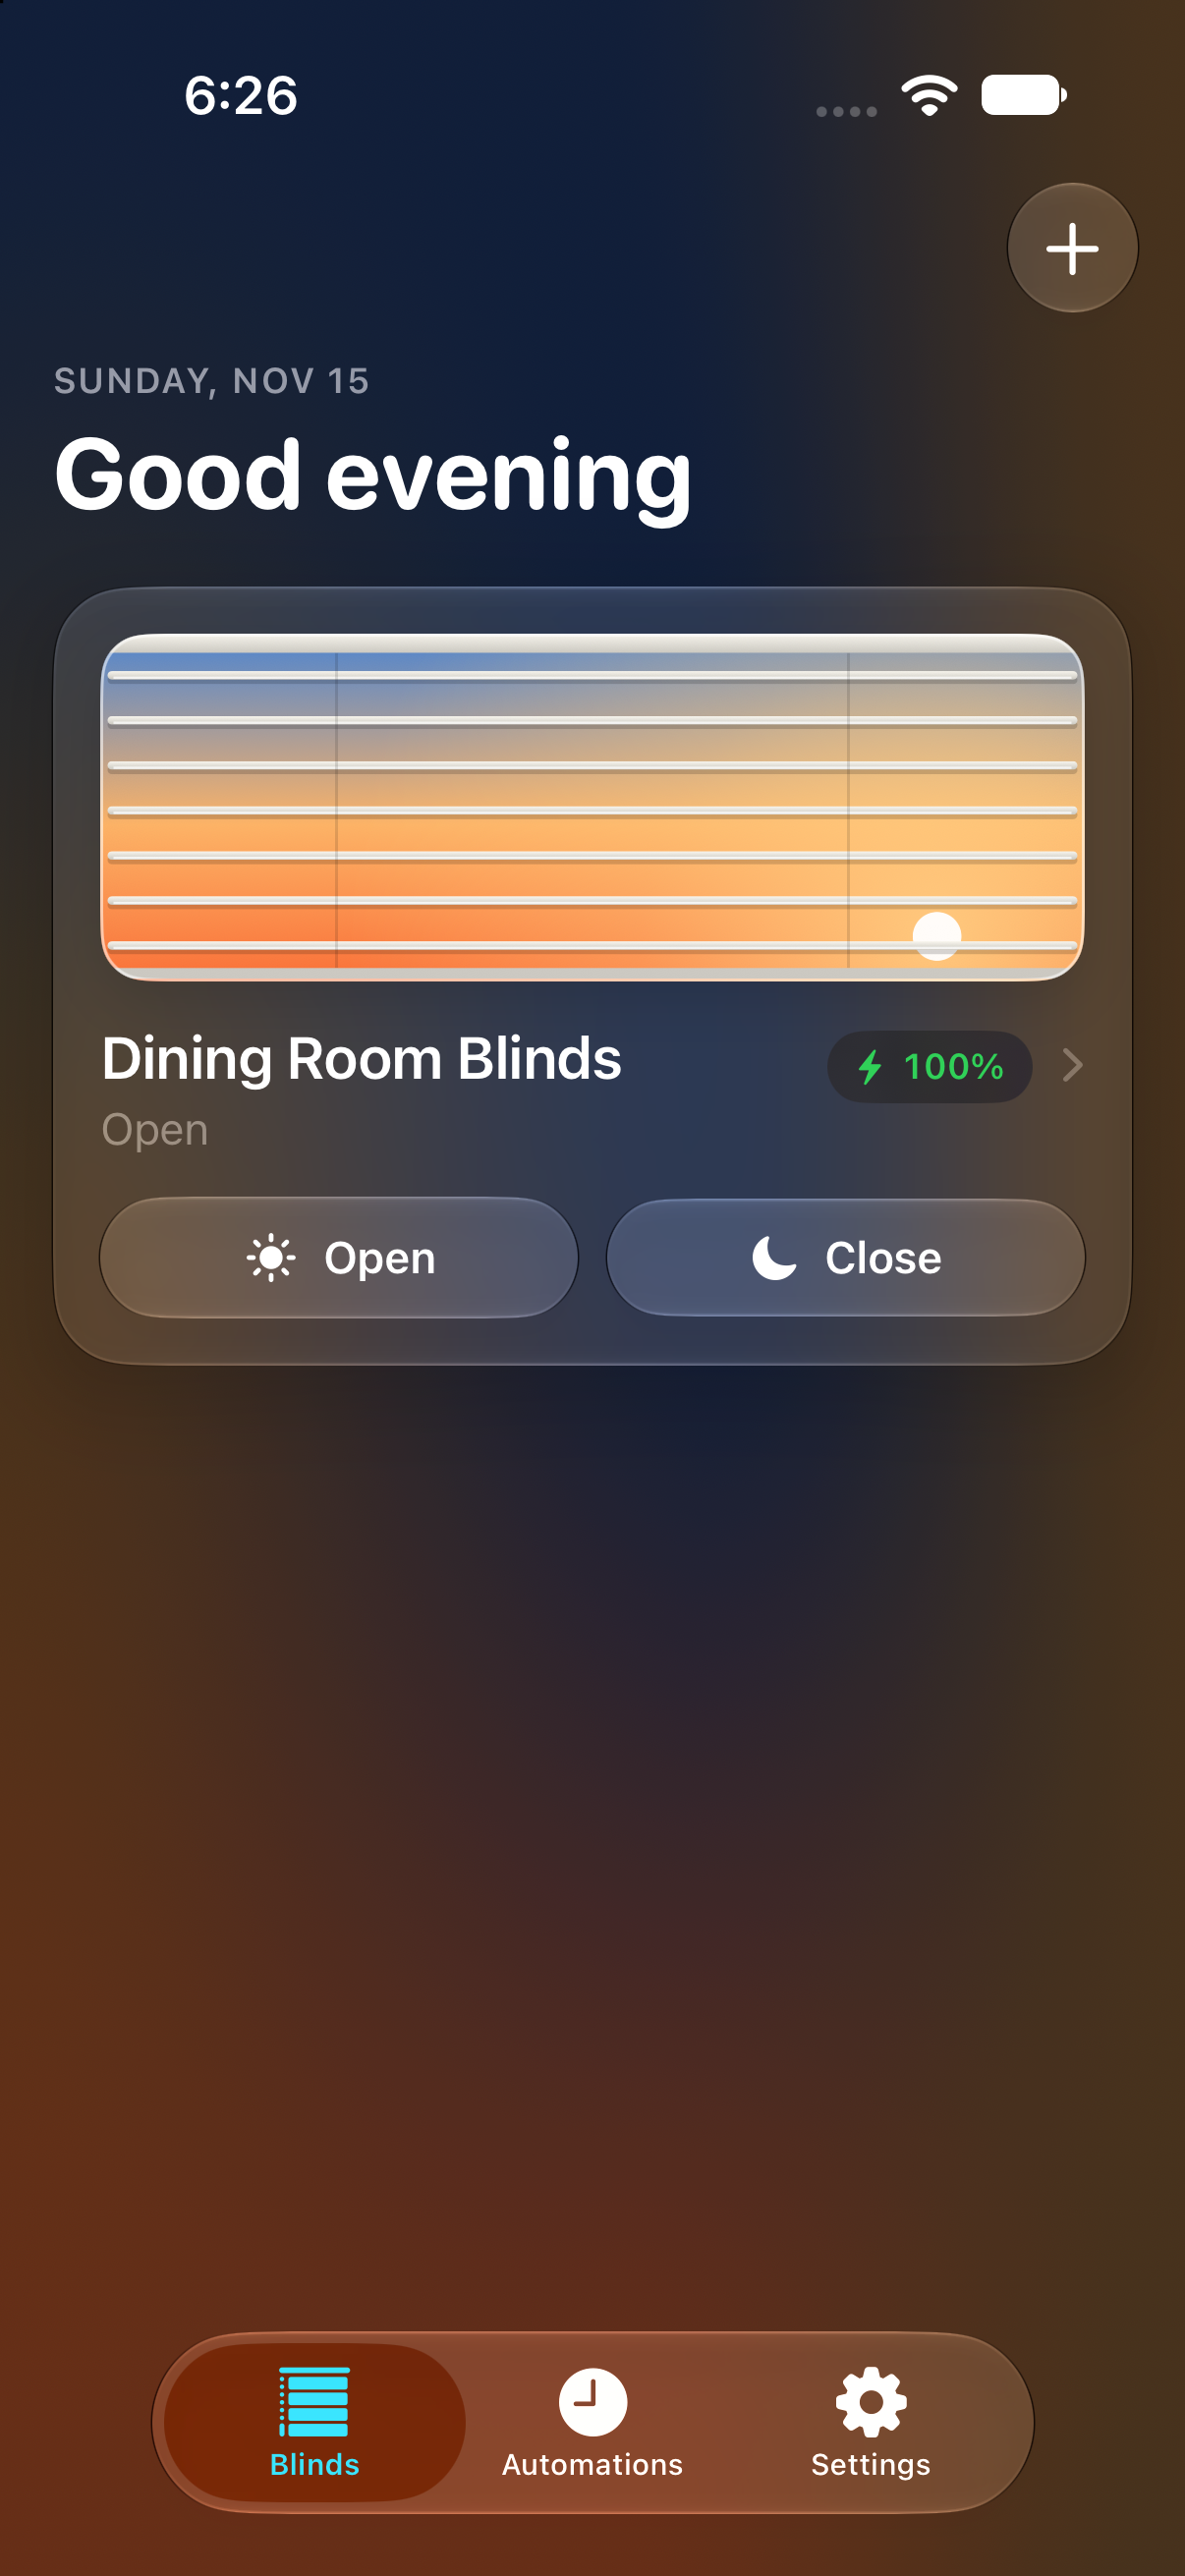 6:26
SUNDAY, NOV 15
Good evening
Dining Room Blinds
100%
Open
Open
Close
Blinds
Automations
Settings